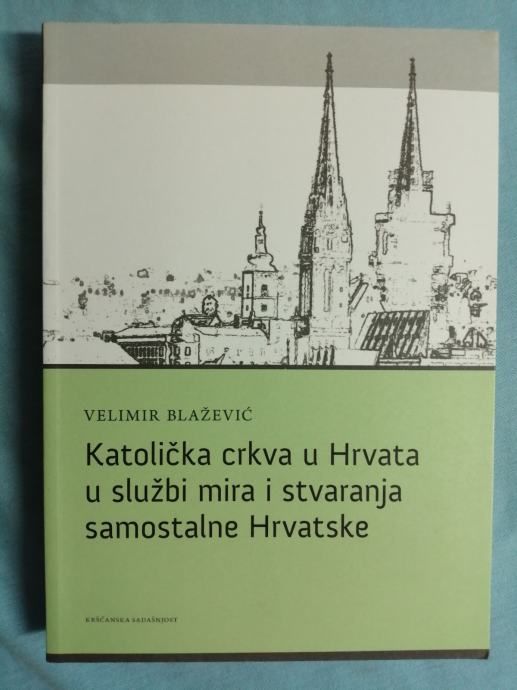 VELIMIR BLAŽEVIĆ
Katolička crkva u Hrvata
u službi mira i stvaranja
samostalne Hrvatske
KRŠĆANSKA SADAŠNJOST